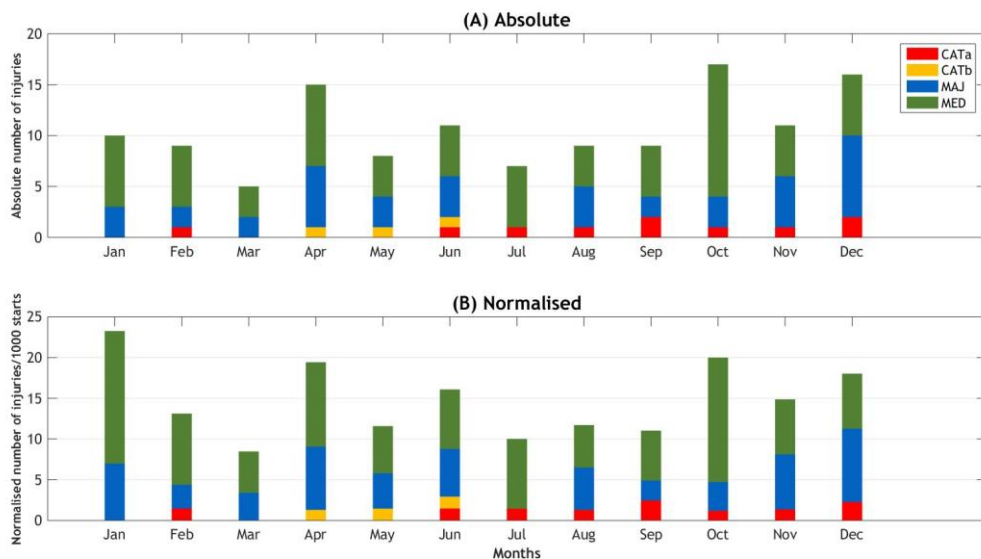 (A) Absolute
Absolute number of injuries
20
15
10
5
0
CATa
CATb
MAJ
MED
Jan Feb Mar Apr May Jun Jul Aug Sep Oct Nov Dec
(B) Normalised
Normalised number of injuries/1000 starts
25
20
15
10
5
0
Jan Feb Mar Apr May Jun Jul Aug Sep Oct Nov Dec
Months